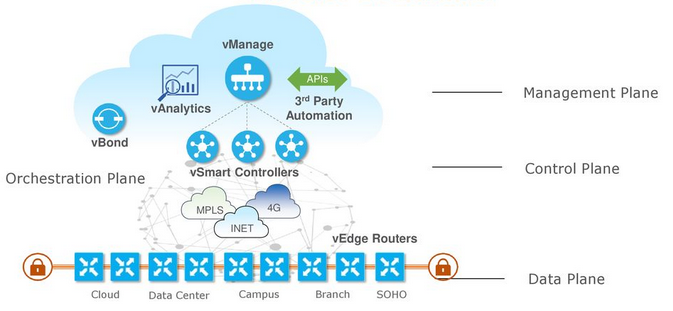 vManage
APIs
vAnalytics
3rd Party
Automation
Management Plane
vBond
vSmart Controllers
Control Plane
Orchestration Plane
MPLS
4G
INET
vEdge Routers
Data Plane
Cloud
Data Center
Campus
Branch
SOHO